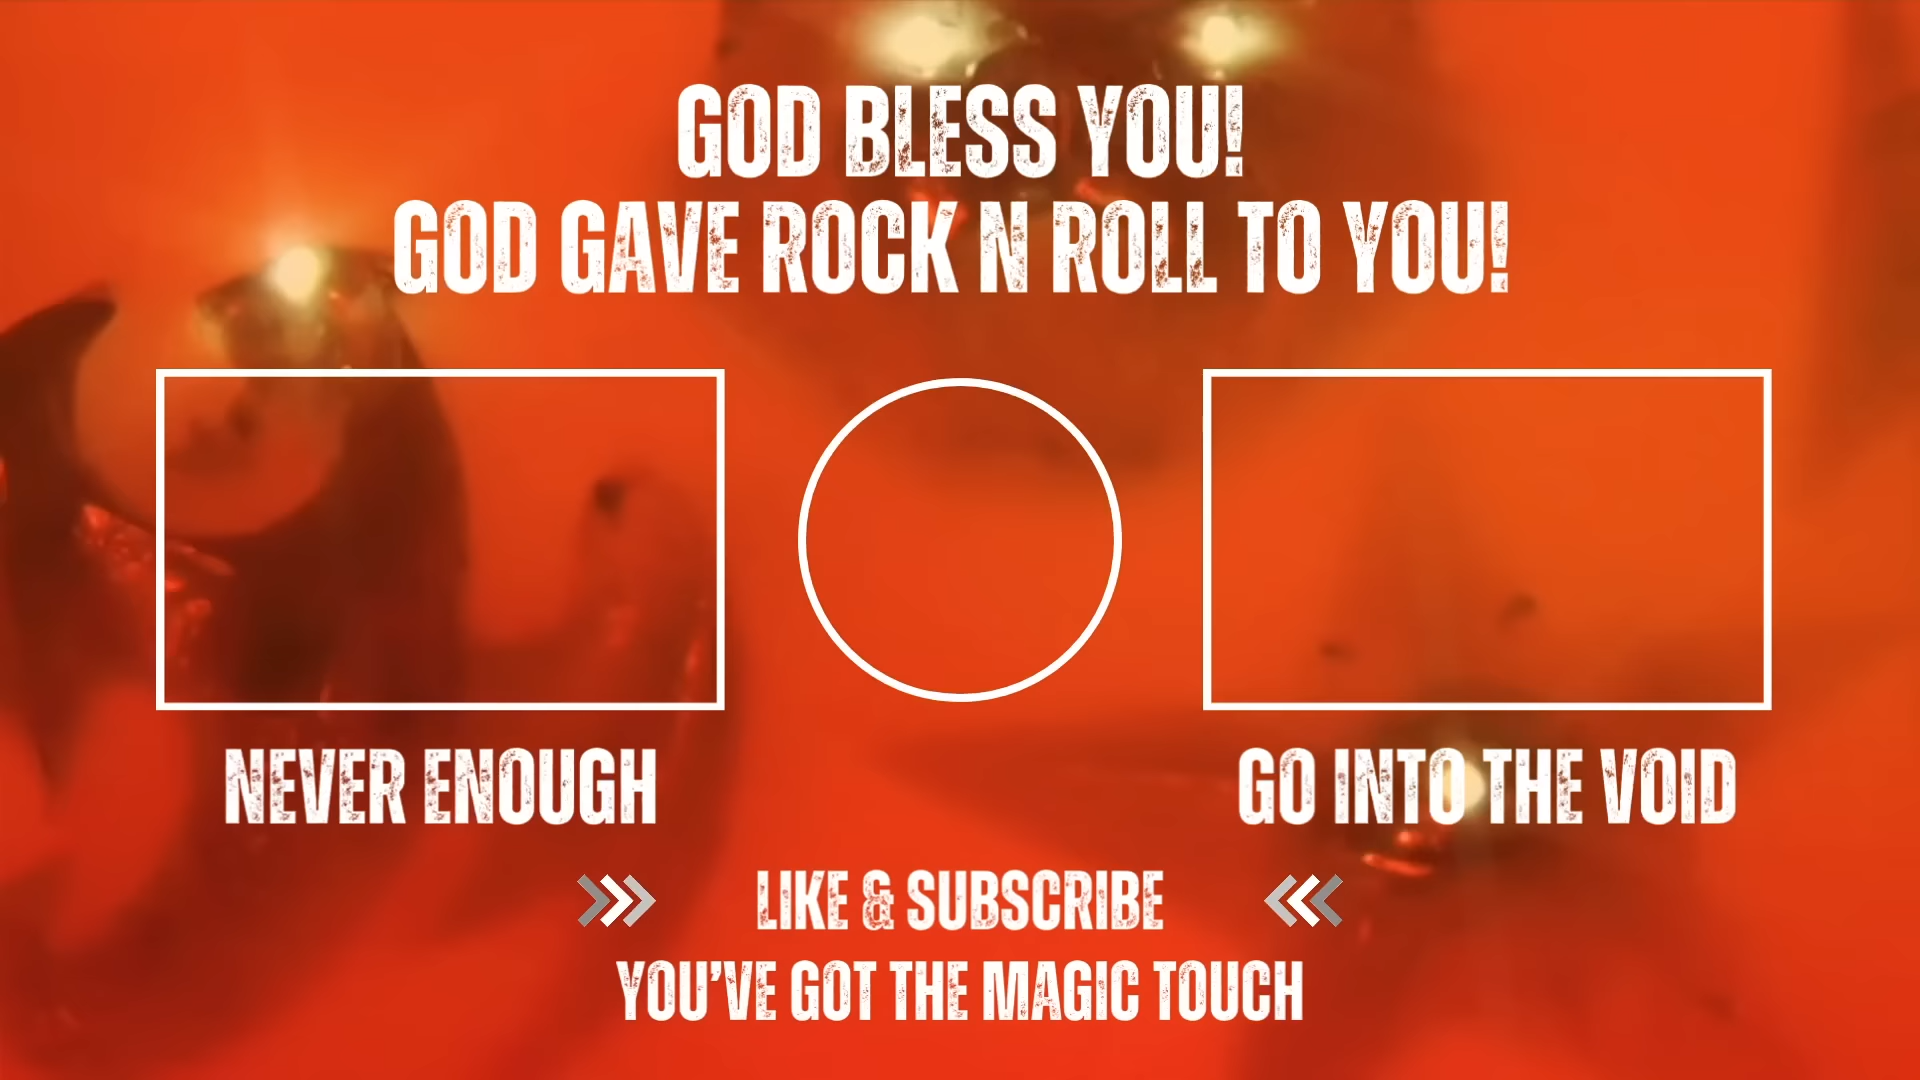 GOD BLESS YOU!
GOD GAVE ROCK N ROLL TO YOU!
NEVER ENOUGH
GO INTO THE VOID
LIKE & SUBSCRIBE
YOU'VE GOT THE MAGIC TOUCH